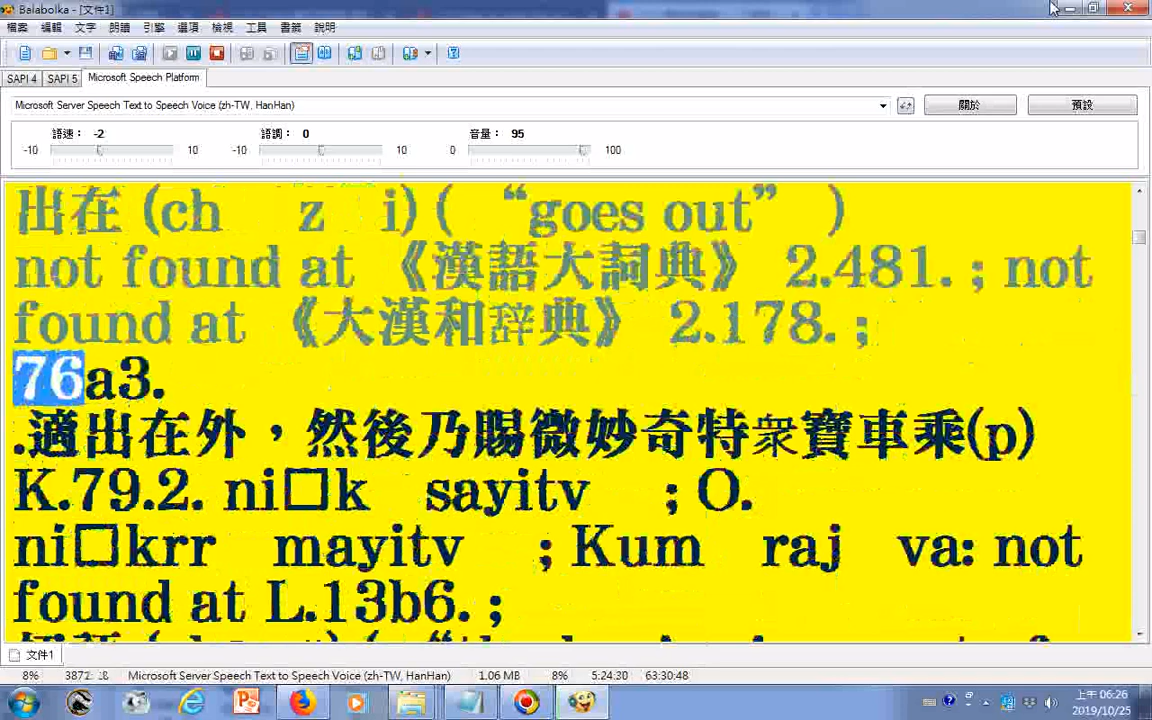 Balabolka - [文件1]
檔案 編輯 文字 朗讀 引擎 選項 檢視 工具 書籤 說明
SAPI 4 SAPI 5 Microsoft Speech Platform
Microsoft Server Speech Text to Speech Voice (zh-TW, HanHan) 關於 預設
語速： -2 語調： 0 音量： 95
-10 10 -10 10 0 100
出在 (ch z i) ( “goes out” )
not found at 《漢語大詞典》 2.481. ; not
found at 《大漢和辞典》 2.178. ;
76a3.
.適出在外，然後乃賜微妙奇特衆寶車乘(p)
K.79.2. ni□k sayitv ; O.
ni□krr mayitv ; Kum raj va: not
found at L.13b6. ;
文件1
8% Microsoft Server Speech Text to Speech Voice (zh-TW, HanHan) 1.06 MB 8% 5:24:30 63:30:48
上午 06:26
2019/10/25